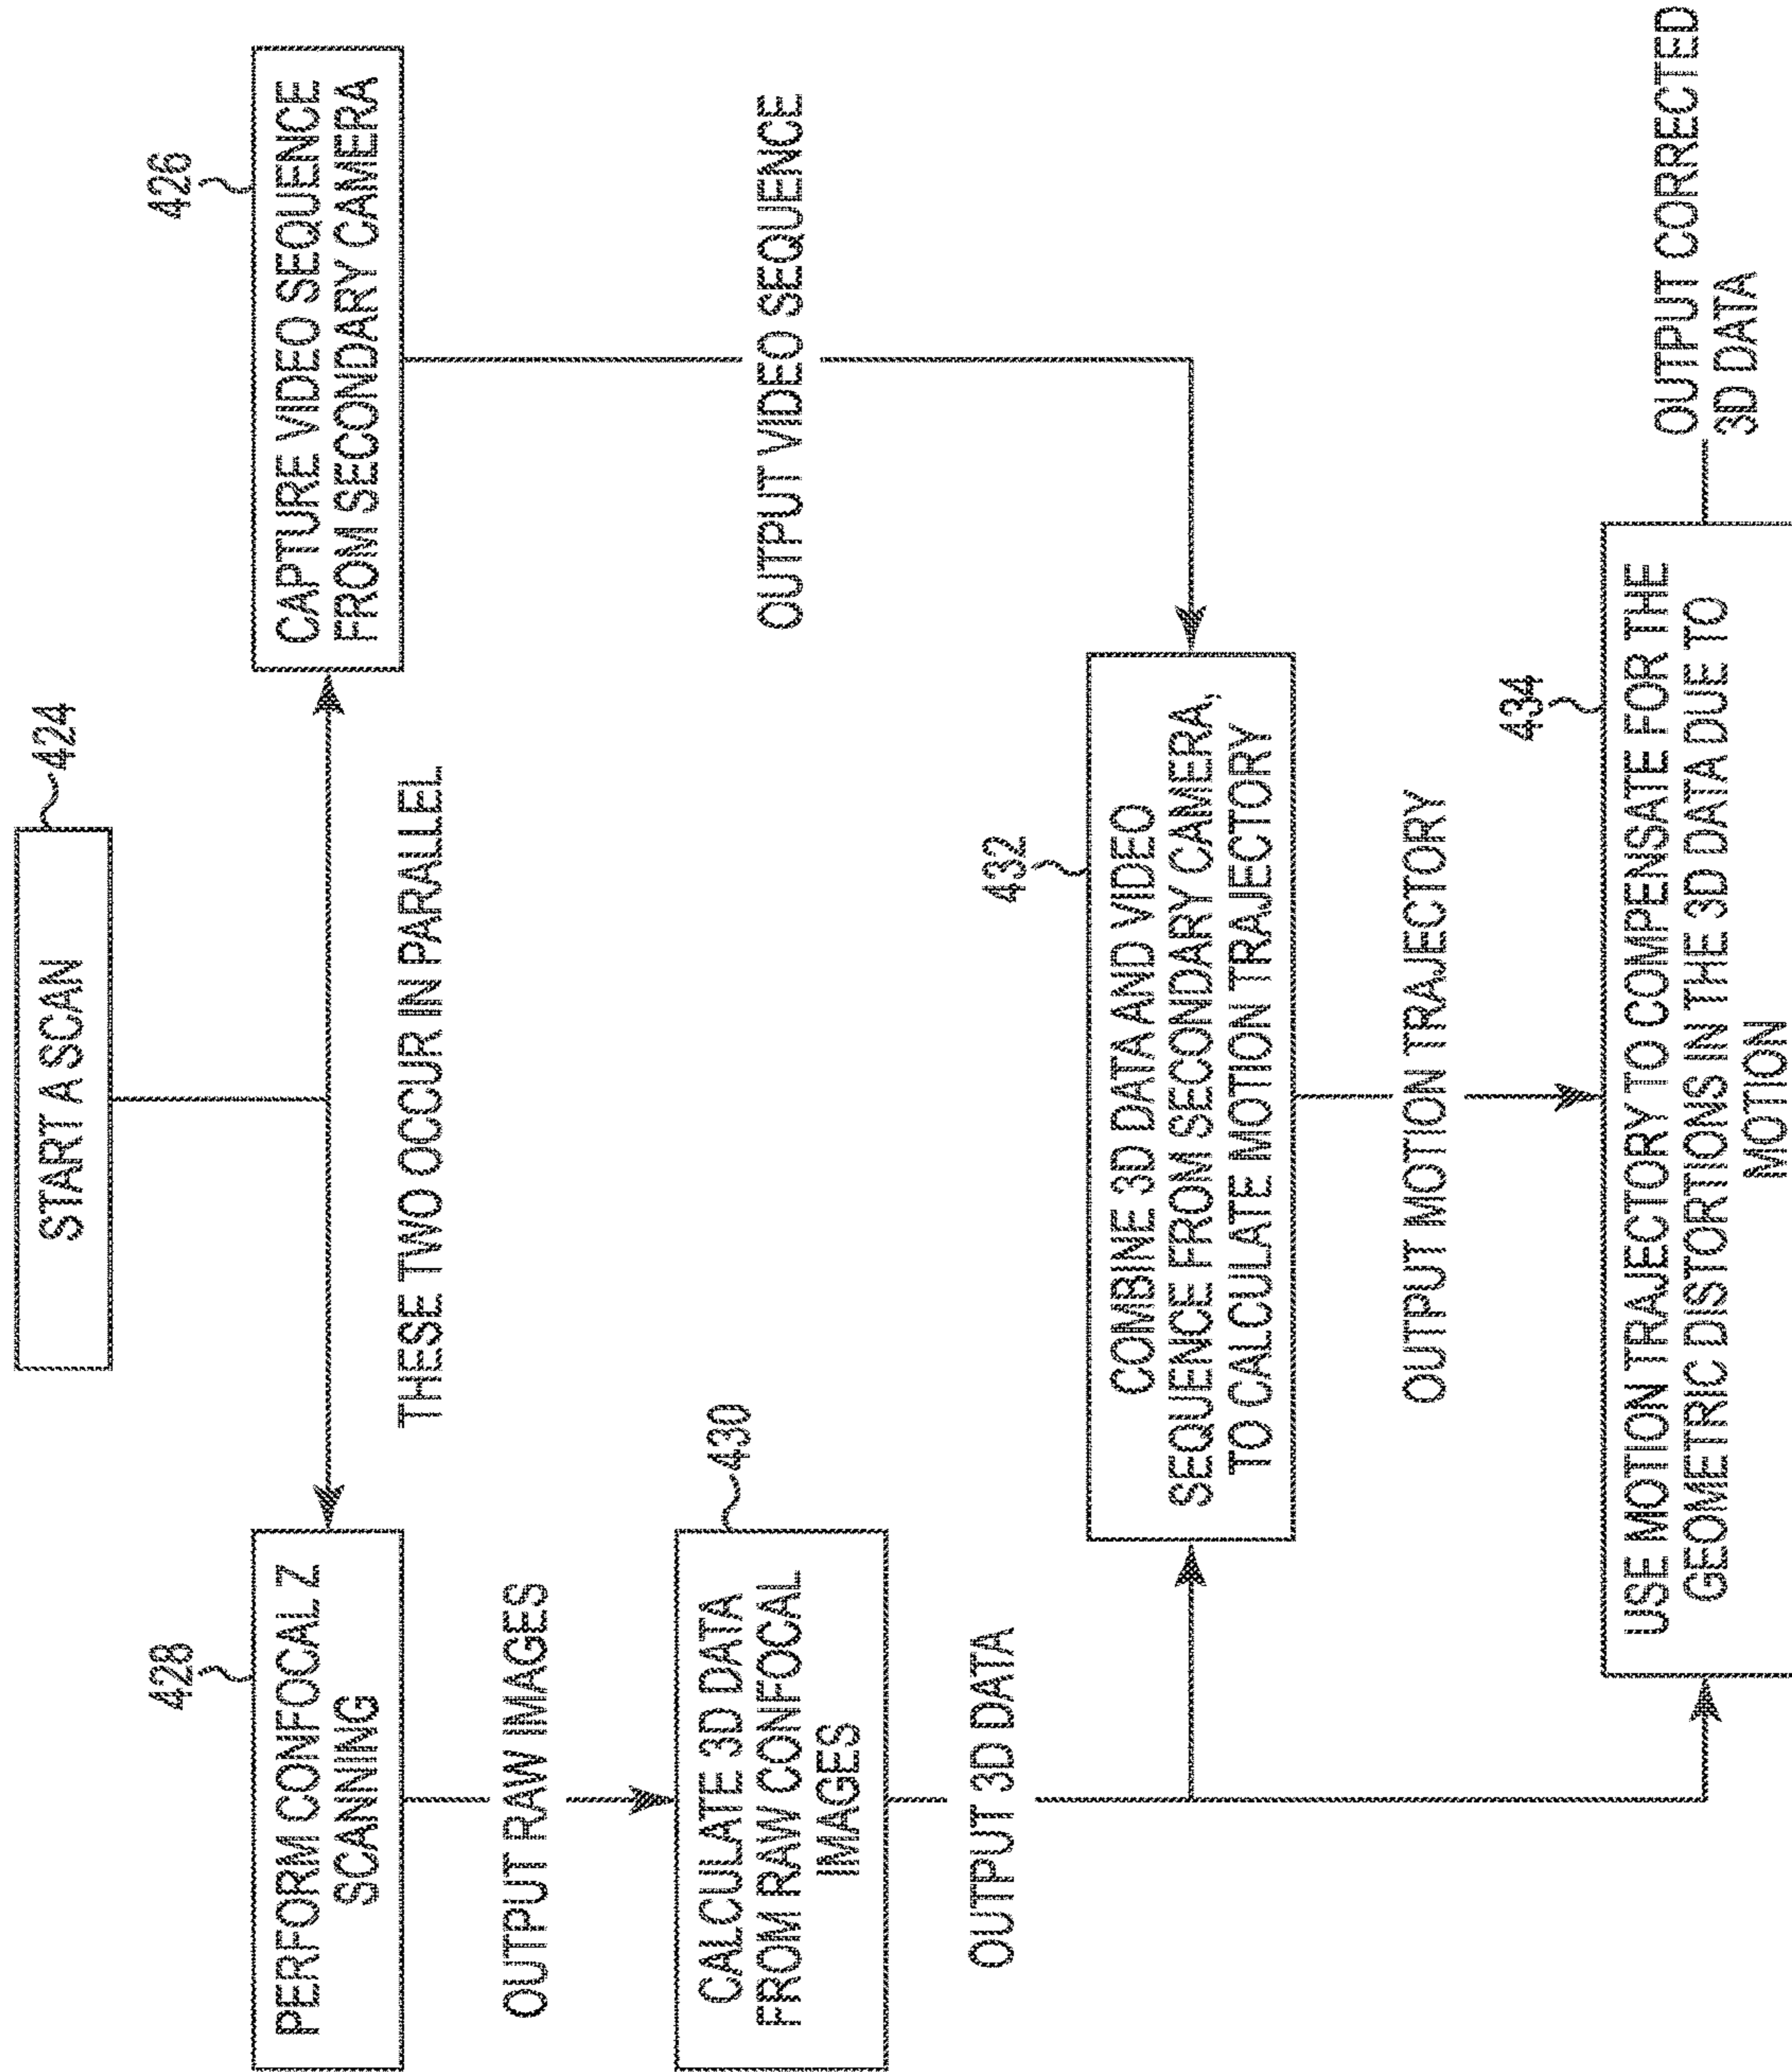 START A SCAN
424
THESE TWO OCCUR IN PARALLEL
428
PERFORM CONFOCAL Z
SCANNING
426
CAPTURE VIDEO SEQUENCE
FROM SECONDARY CAMERA
OUTPUT RAW IMAGES
OUTPUT VIDEO SEQUENCE
430
CALCULATE 3D DATA
FROM RAW CONFOCAL
IMAGES
OUTPUT 3D DATA
432
COMBINE 3D DATA AND VIDEO
SEQUENCE FROM SECONDARY CAMERA,
TO CALCULATE MOTION TRAJECTORY
OUTPUT MOTION TRAJECTORY
434
USE MOTION TRAJECTORY TO COMPENSATE FOR THE
GEOMETRIC DISTORTIONS IN THE 3D DATA DUE TO
MOTION
OUTPUT CORRECTED
3D DATA